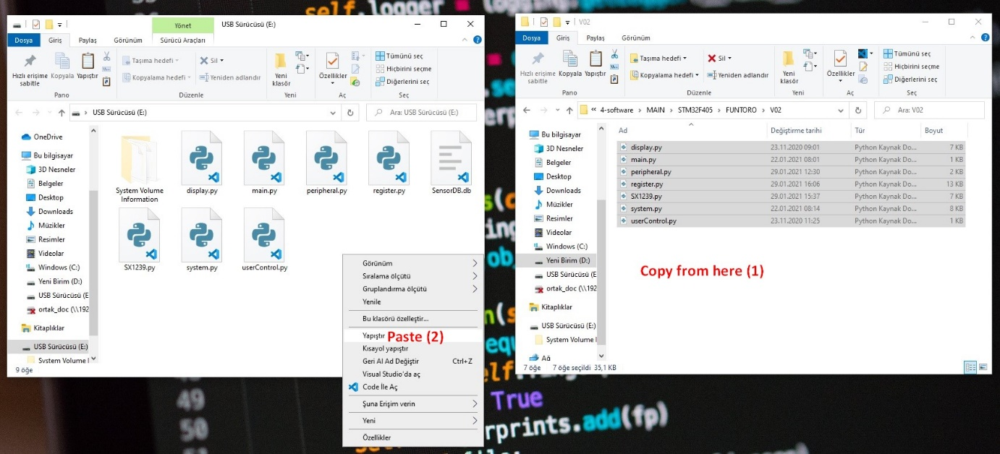 Yönet
USB Sürücüsü (E:)
Dosya
Giriş
Paylaş
Görünüm
Sürücü Araçları
Hızlı erişime sabitle
Kopyala
Yapıştır
Taşıma hedefi
Kopyalama hedefi
Sil
Yeniden adlandır
Yeni klasör
Özellikler
Tümünü seç
Hiçbirini seç
Diğerlerini seç
Pano
Düzenle
Yeni
Aç
Seç
USB Sürücüsü (E:)
Ara: USB Sürücüsü (E:)
OneDrive
Bu bilgisayar
3D Nesneler
Belgeler
Desktop
Downloads
Müzikler
Resimler
Videolar
Windows (C:)
Yeni Birim (D:)
USB Sürücüsü (E
ortak_doc (\\192
Kitaplıklar
USB Sürücüsü (E:)
System Volume I
9 öğe
System Volume Information
display.py
main.py
peripheral.py
register.py
SensorDB.db
SX1239.py
system.py
userControl.py
Görünüm
Sıralama ölçütü
Gruplandırma ölçütü
Yenile
Bu klasörü özelleştir...
Yapıştır
Paste (2)
Kısayol yapıştır
Geri Al Ad Değiştir Ctrl+Z
Visual Studio'da aç
Code İle Aç
Şuna Erişim verin
Yeni
Özellikler
V02
Dosya
Giriş
Paylaş
Görünüm
Hızlı erişime sabitle
Kopyala
Yapıştır
Taşıma hedefi
Kopyalama hedefi
Sil
Yeniden adlandır
Yeni klasör
Özellikler
Tümünü seç
Hiçbirini seçme
Diğerlerini seç
Pano
Düzenle
Yeni
Aç
Seç
« 4-software > MAIN > STM32F405 > FUNTORO > V02
Ara: V02
Bu bilgisayar
3D Nesneler
Belgeler
Desktop
Downloads
Müzikler
Resimler
Videolar
Windows (C:)
Yeni Birim (D:)
USB Sürücüsü (E
ortak_doc (\\192
Kitaplıklar
USB Sürücüsü (E:)
System Volume I
Ağ
Ad Değiştirme tarihi Tür Boyut
display.py 23.11.2020 09:01 Python Kaynak Do... 7 KB
main.py 22.01.2021 08:01 Python Kaynak Do... 1 KB
peripheral.py 29.01.2021 12:30 Python Kaynak Do... 2 KB
register.py 29.01.2021 16:06 Python Kaynak Do... 13 KB
SX1239.py 29.01.2021 15:37 Python Kaynak Do... 7 KB
system.py 22.01.2021 08:14 Python Kaynak Do... 8 KB
userControl.py 23.11.2020 11:25 Python Kaynak Do... 1 KB
Copy from here (1)
7 öğe 7 öğe seçildi 35,1 KB
49
50
True
rprints.add(fp)